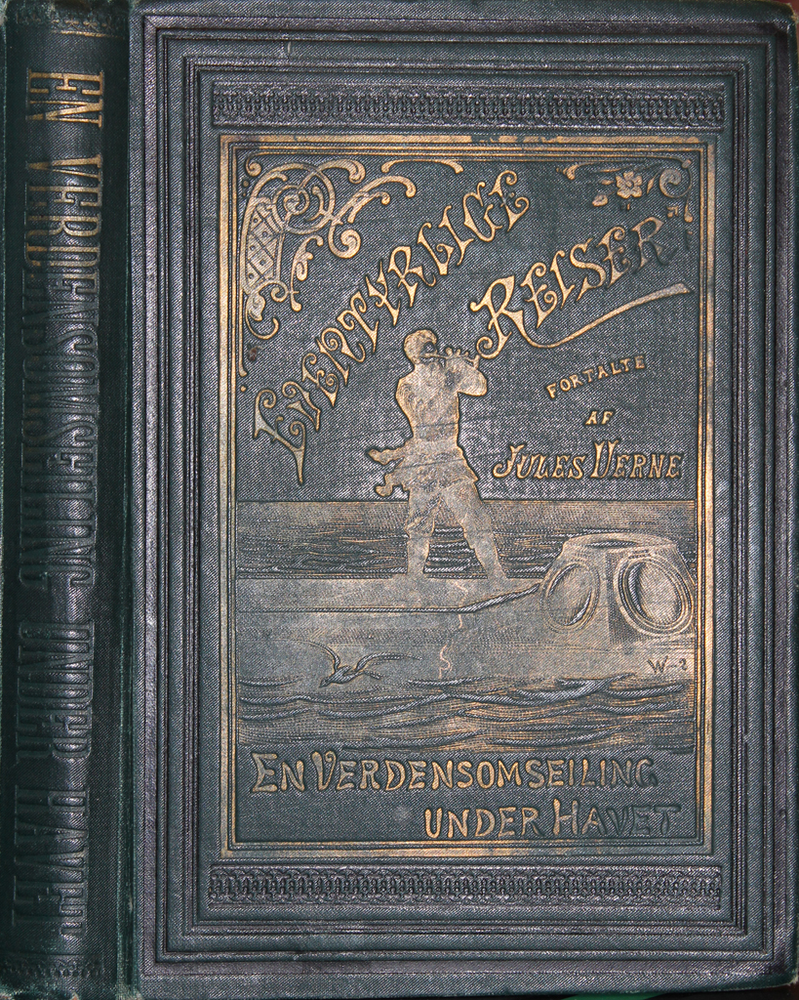 EN VERDENSOMSEILING UNDER HAVET
EVENTYRLIGE
REISER
FORTALTE
AF
JULES VERNE
EN VERDENSOMSEILING
UNDER HAVET